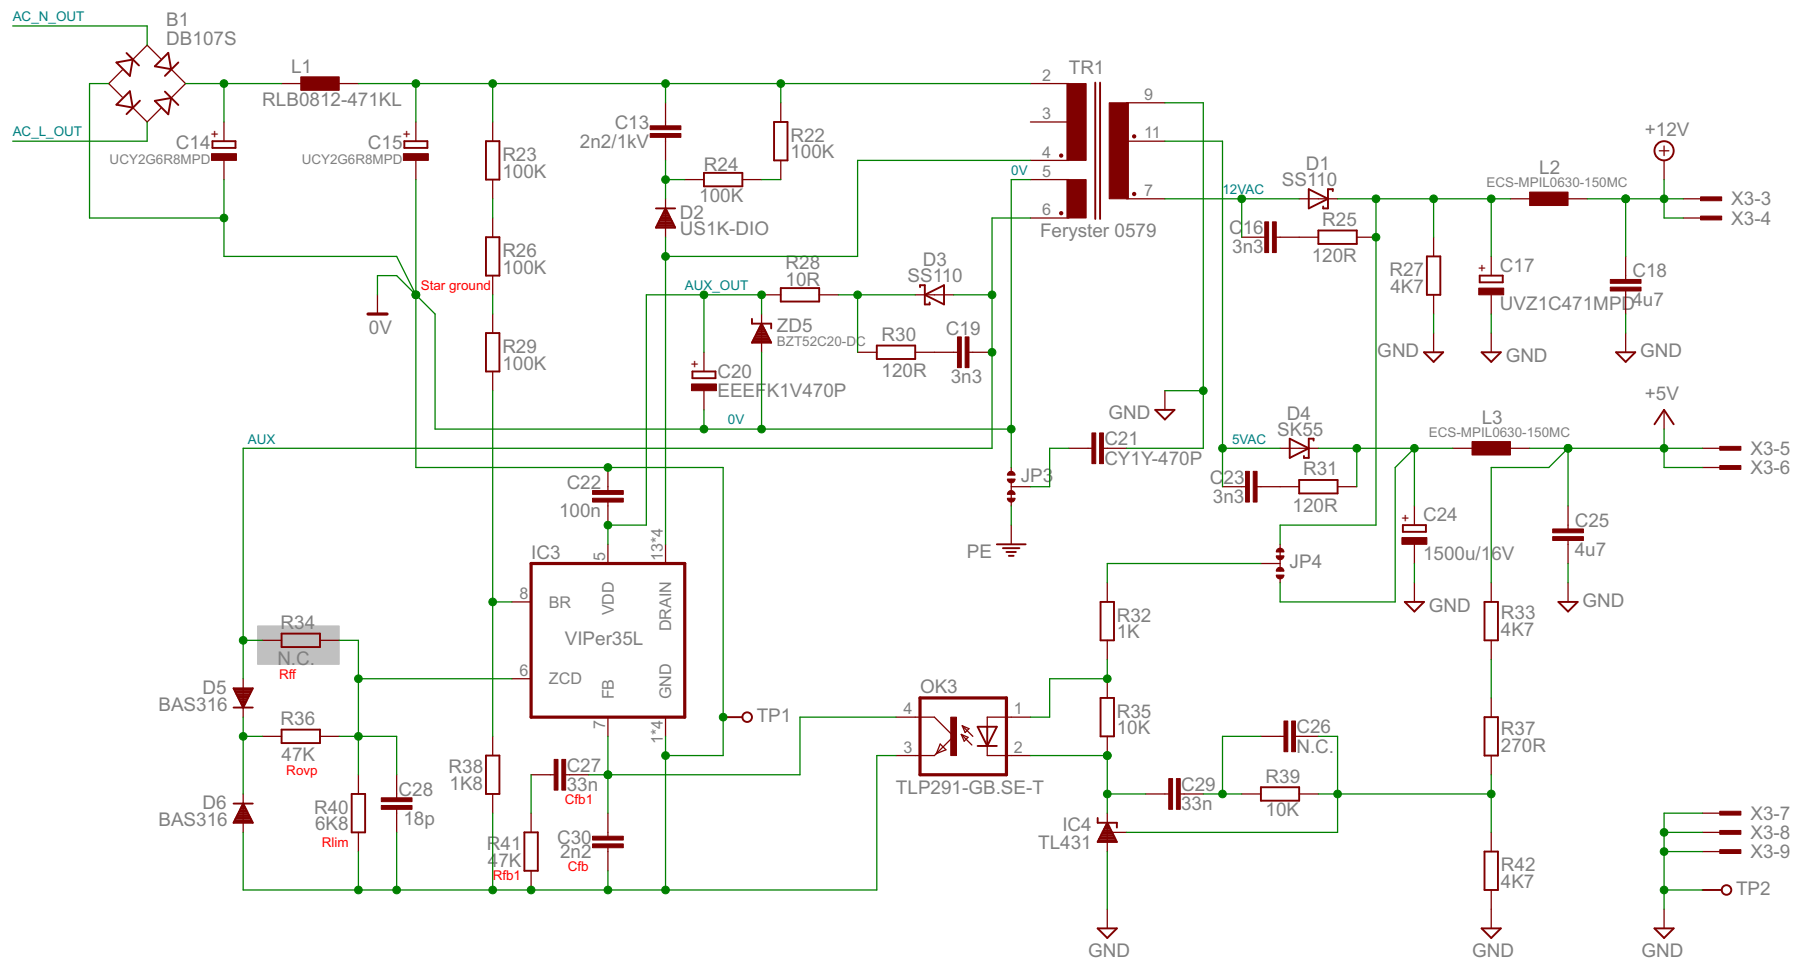 AC_N_OUT
B1
DB107S
AC_L_OUT
L1
RLB0812-471KL
C14
UCY2G6R8MPD
C15
UCY2G6R8MPD
R23
100K
C13
2n2/1kV
R22
100K
R24
100K
D2
US1K-DIO
R26
100K
R29
100K
Star ground
0V
TR1
2
3
4
5
6
9
11
7
0V
Feryster 0579
R28
10R
D3
SS110
AUX_OUT
ZD5
BZT52C20-DC
R30
120R
C19
3n3
C20
EEEFK1V470P
0V
AUX
12VAC
D1
SS110
C16
3n3
R25
120R
R27
4K7
C17
UVZ1C471MPD
L2
ECS-MPIL0630-150MC
C18
4u7
+12V
X3-3
X3-4
GND
GND
GND
GND
C21
CY1Y-470P
JP3
PE
5VAC
D4
SK55
C23
3n3
R31
120R
L3
ECS-MPIL0630-150MC
+5V
X3-5
X3-6
C24
1500u/16V
C25
4u7
GND
GND
JP4
C22
100n
IC3
5
13*4
8
BR
VDD
DRAIN
VIPer35L
6
ZCD
FB
GND
7
1*4
TP1
R34
N.C.
Rff
D5
BAS316
R36
47K
Rovp
D6
BAS316
R40
6K8
Rlim
C28
18p
R38
1K8
C27
33n
Cfb1
R41
47K
Rfb1
C30
2n2
Cfb
OK3
4
3
1
2
TLP291-GB.SE-T
R32
1K
R35
10K
C26
N.C.
C29
33n
R39
10K
IC4
TL431
GND
R33
4K7
R37
270R
R42
4K7
GND
X3-7
X3-8
X3-9
TP2
GND